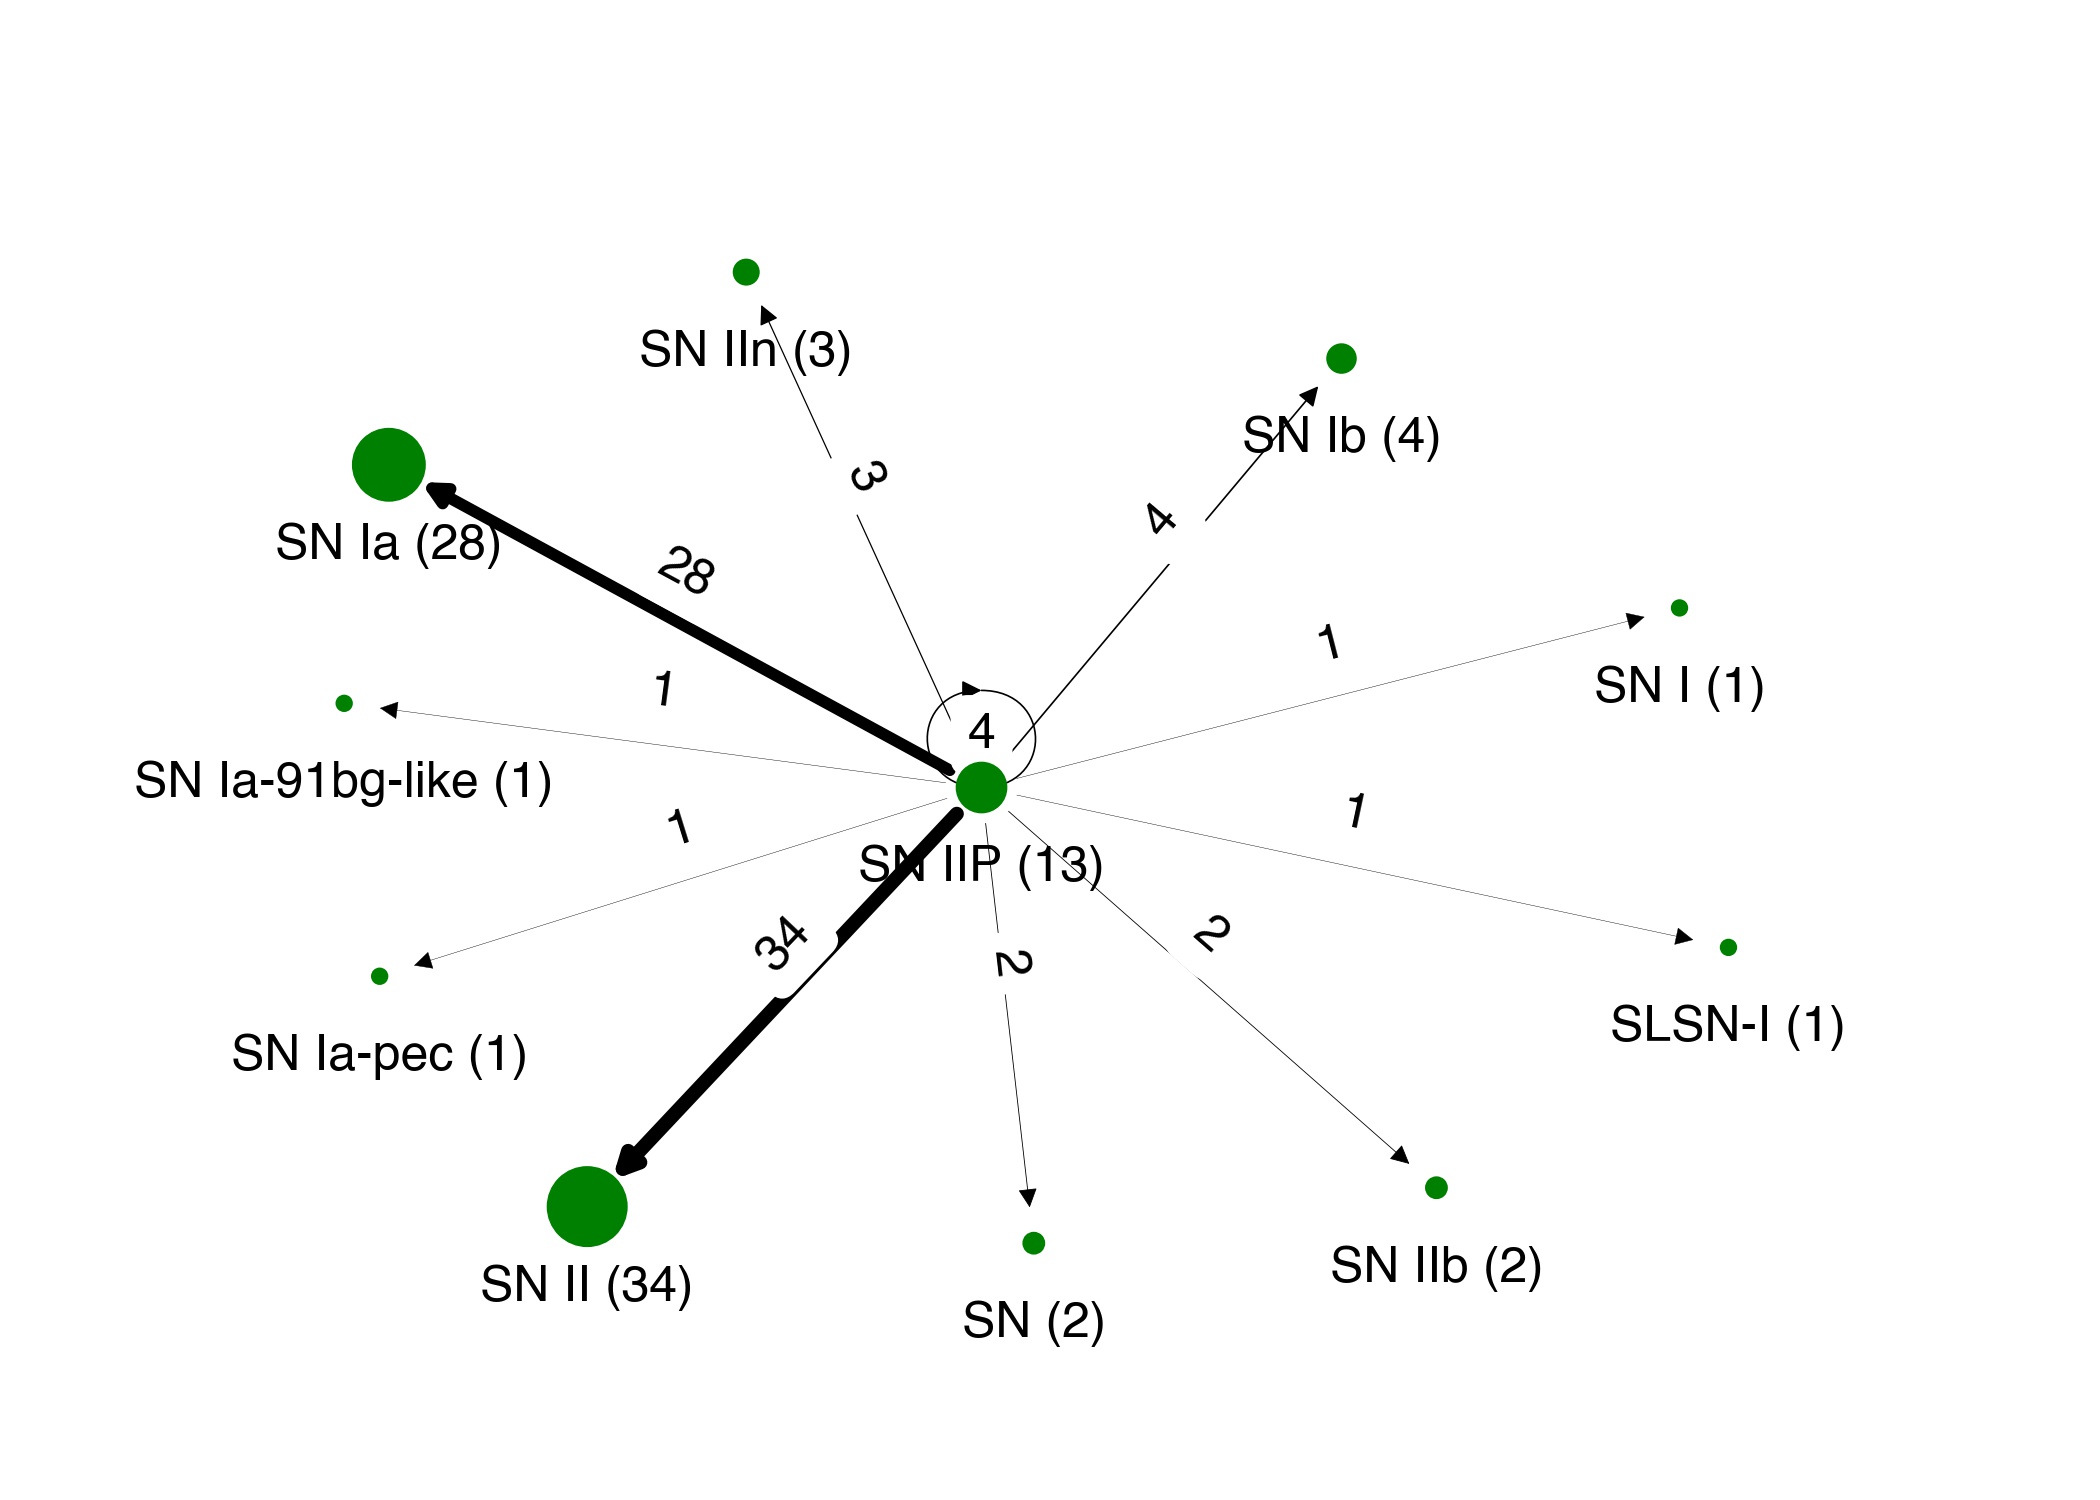 SN IIn (3)
SN Ib (4)
3
4
SN Ia (28)
28
1
SN I (1)
1
4
SN Ia-91bg-like (1)
1
1
SN IIP (13)
34
2
2
SLSN-I (1)
SN Ia-pec (1)
SN IIb (2)
SN II (34)
SN (2)